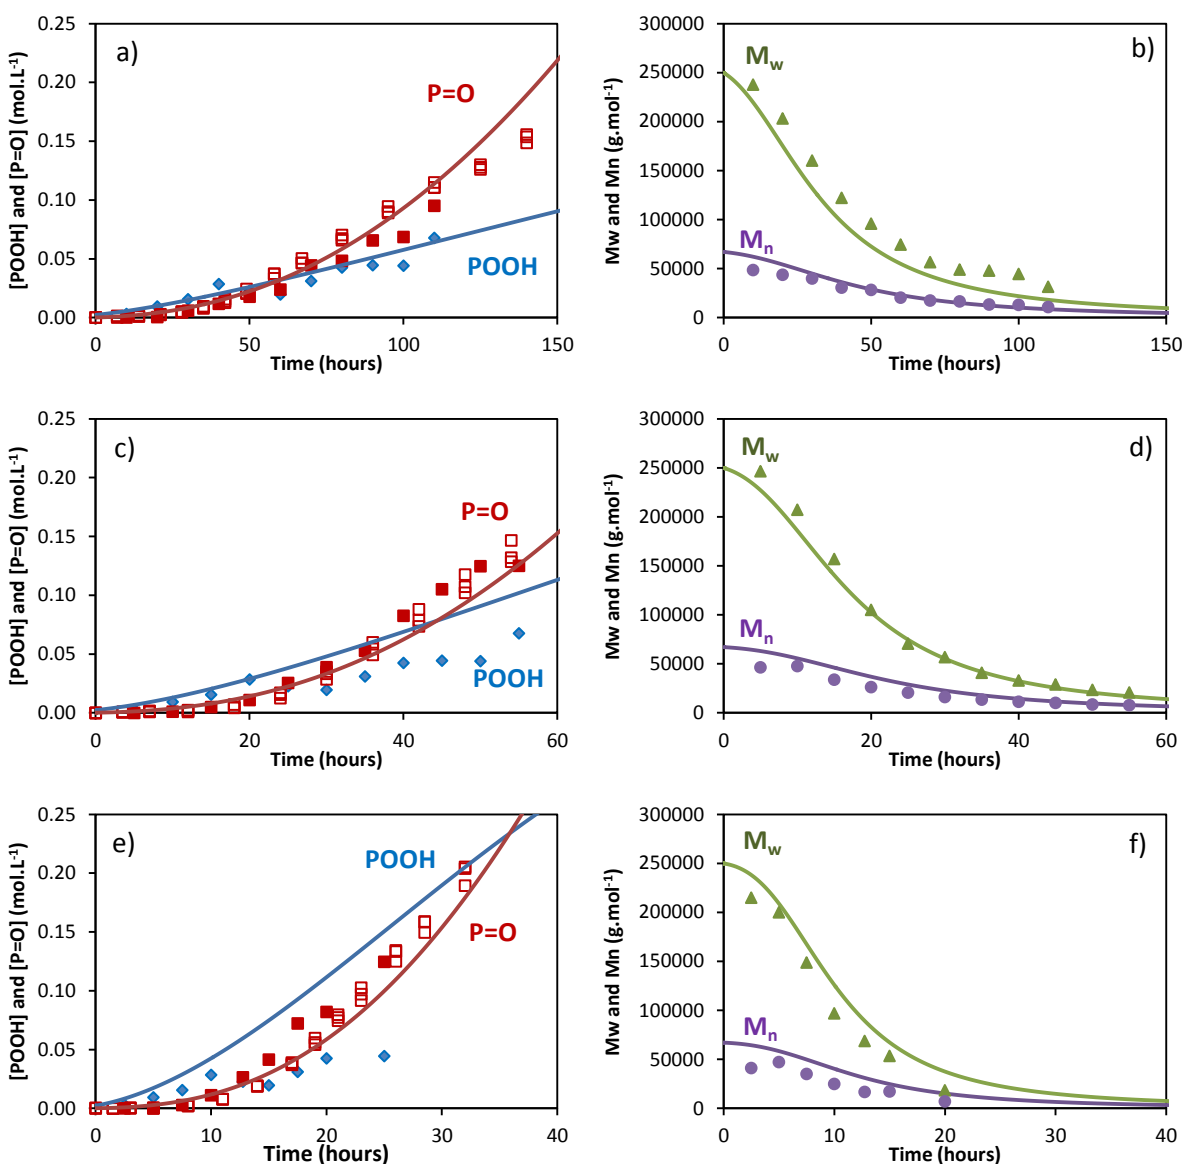 a)
[POOH] and [P=O] (mol.L⁻¹)
0.25
0.20
0.15
0.10
0.05
0.00
P=O
POOH
0 50 100 150
Time (hours)
b)
Mw and Mn (g.mol⁻¹)
300000
250000
200000
150000
100000
50000
0
Mw
Mn
0 50 100 150
Time (hours)
c)
[POOH] and [P=O] (mol.L⁻¹)
0.25
0.20
0.15
0.10
0.05
0.00
P=O
POOH
0 20 40 60
Time (hours)
d)
Mw and Mn (g.mol⁻¹)
300000
250000
200000
150000
100000
50000
0
Mw
Mn
0 20 40 60
Time (hours)
e)
[POOH] and [P=O] (mol.L⁻¹)
0.25
0.20
0.15
0.10
0.05
0.00
POOH
P=O
0 10 20 30 40
Time (hours)
f)
Mw and Mn (g.mol⁻¹)
300000
250000
200000
150000
100000
50000
0
Mw
Mn
0 10 20 30 40
Time (hours)